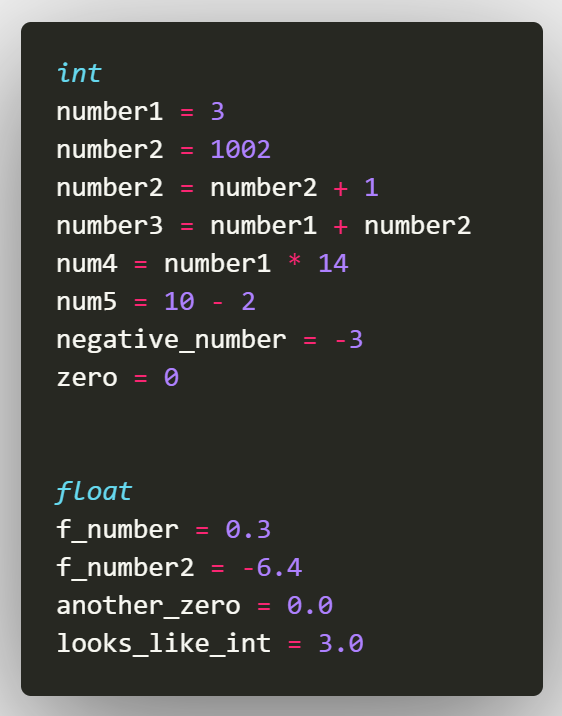 int
number1 = 3
number2 = 1002
number2 = number2 + 1
number3 = number1 + number2
num4 = number1 * 14
num5 = 10 - 2
negative_number = -3
zero = 0
float
f_number = 0.3
f_number2 = -6.4
another_zero = 0.0
looks_like_int = 3.0